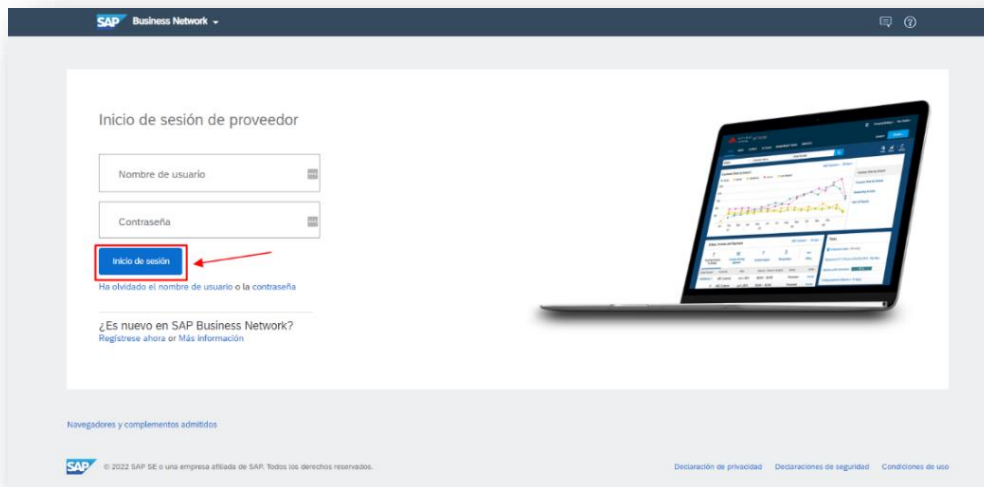 SAP Business Network
Inicio de sesión de proveedor
Nombre de usuario
Contraseña
Inicio de sesión
Ha olvidado el nombre de usuario o la contraseña
¿Es nuevo en SAP Business Network?
Regístrese ahora or Más información
Navegadores y complementos admitidos
SAP © 2022 SAP SE o una empresa afiliada de SAP. Todos los derechos reservados.
Declaración de privacidad Declaraciones de seguridad Condiciones de uso